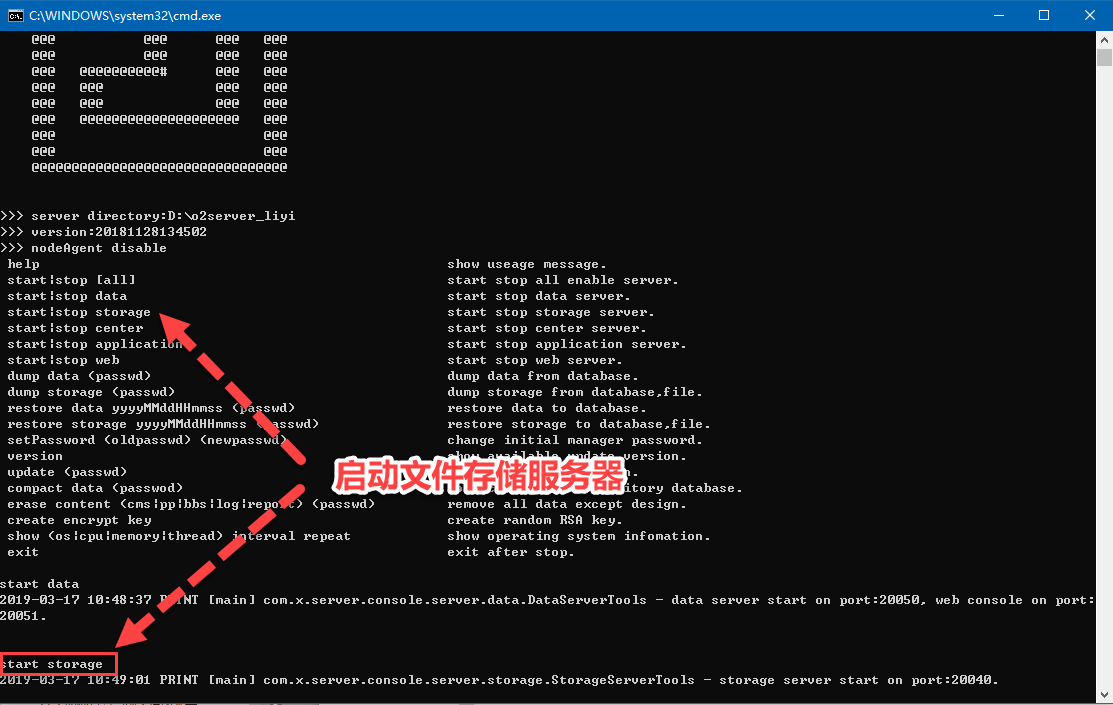 C:\WINDOWS\system32\cmd.exe
@@@ @@@ @@@ @@@
@@@ @@@ @@@ @@@
@@@ @@@@@@@@@@# @@@ @@@
@@@ @@@ @@@ @@@
@@@ @@@ @@@ @@@
@@@ @@@@@@@@@@@@@@@@@@@@ @@@
@@@ @@@
@@@ @@@
@@@@@@@@@@@@@@@@@@@@@@@@@@@@@@@@
>>> server directory:D:\o2server_liyi
>>> version:20181128134502
>>> nodeAgent disable
help show useage message.
start|stop [all] start stop all enable server.
start|stop data start stop data server.
start|stop storage start stop storage server.
start|stop center start stop center server.
start|stop application start stop application server.
start|stop web start stop web server.
dump data (passwd) dump data from database.
dump storage (passwd) dump storage from database,file.
restore data yyyyMMddHHmmss (passwd) restore data to database.
restore storage yyyyMMddHHmmss (passwd) restore storage to database,file.
setPassword (oldpasswd) (newpasswd) change initial manager password.
version show available update version.
update (passwd)
启动文件存储服务器
compact data (passwod) database.
erase content (cms|pp|bbs|log|report) (passwd) remove all data except design.
create encrypt key create random RSA key.
show (os|cpu|memory|thread) interval repeat show operating system infomation.
exit exit after stop.
start data
2019-03-17 10:48:37 PRINT [main] com.x.server.console.server.data.DataServerTools - data server start on port:20050, web console on port:
20051.
start storage
2019-03-17 10:49:01 PRINT [main] com.x.server.console.server.storage.StorageServerTools - storage server start on port:20040.